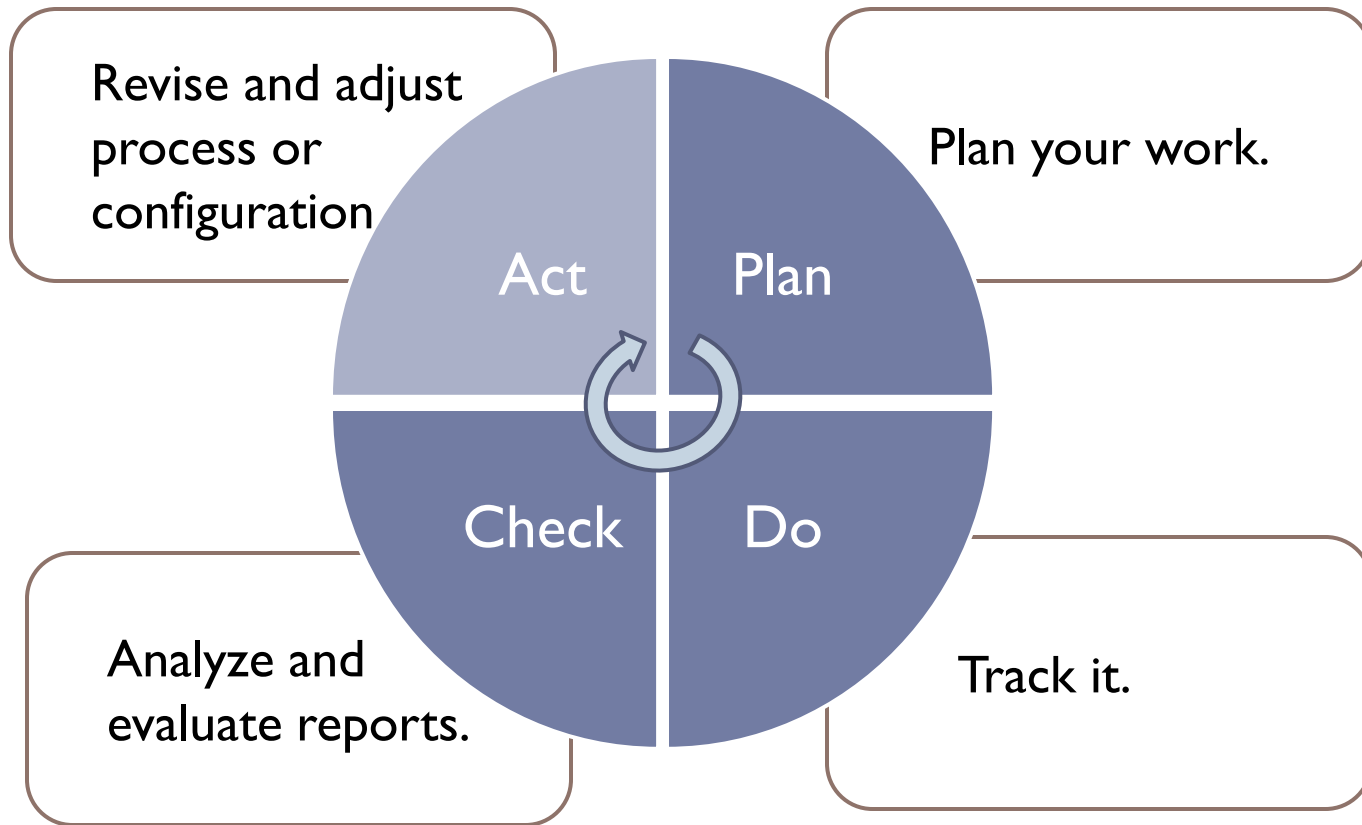 Revise and adjust
process or
configuration
Plan your work.
Act
Plan
Check
Do
Analyze and
evaluate reports.
Track it.